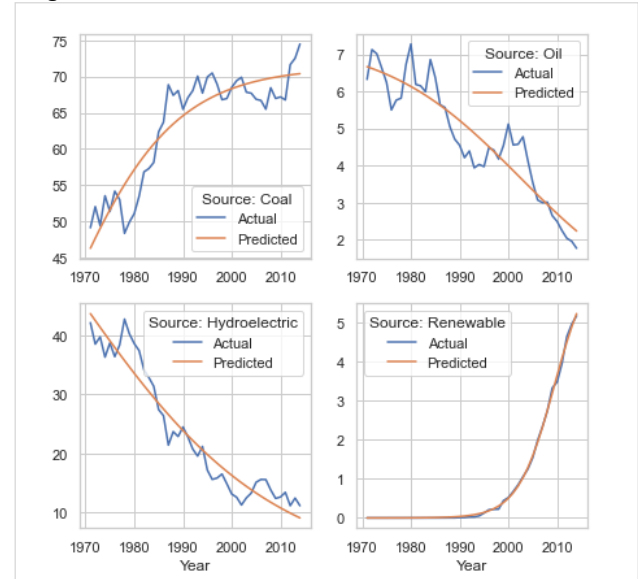 75
70
65
60
55
50
45
Source: Coal
Actual
Predicted
1970 1980 1990 2000 2010
7
6
5
4
3
2
Source: Oil
Actual
Predicted
1970 1980 1990 2000 2010
40
30
20
10
Source: Hydroelectric
Actual
Predicted
1970 1980 1990 2000 2010
Year
5
4
3
2
1
0
Source: Renewable
Actual
Predicted
1970 1980 1990 2000 2010
Year